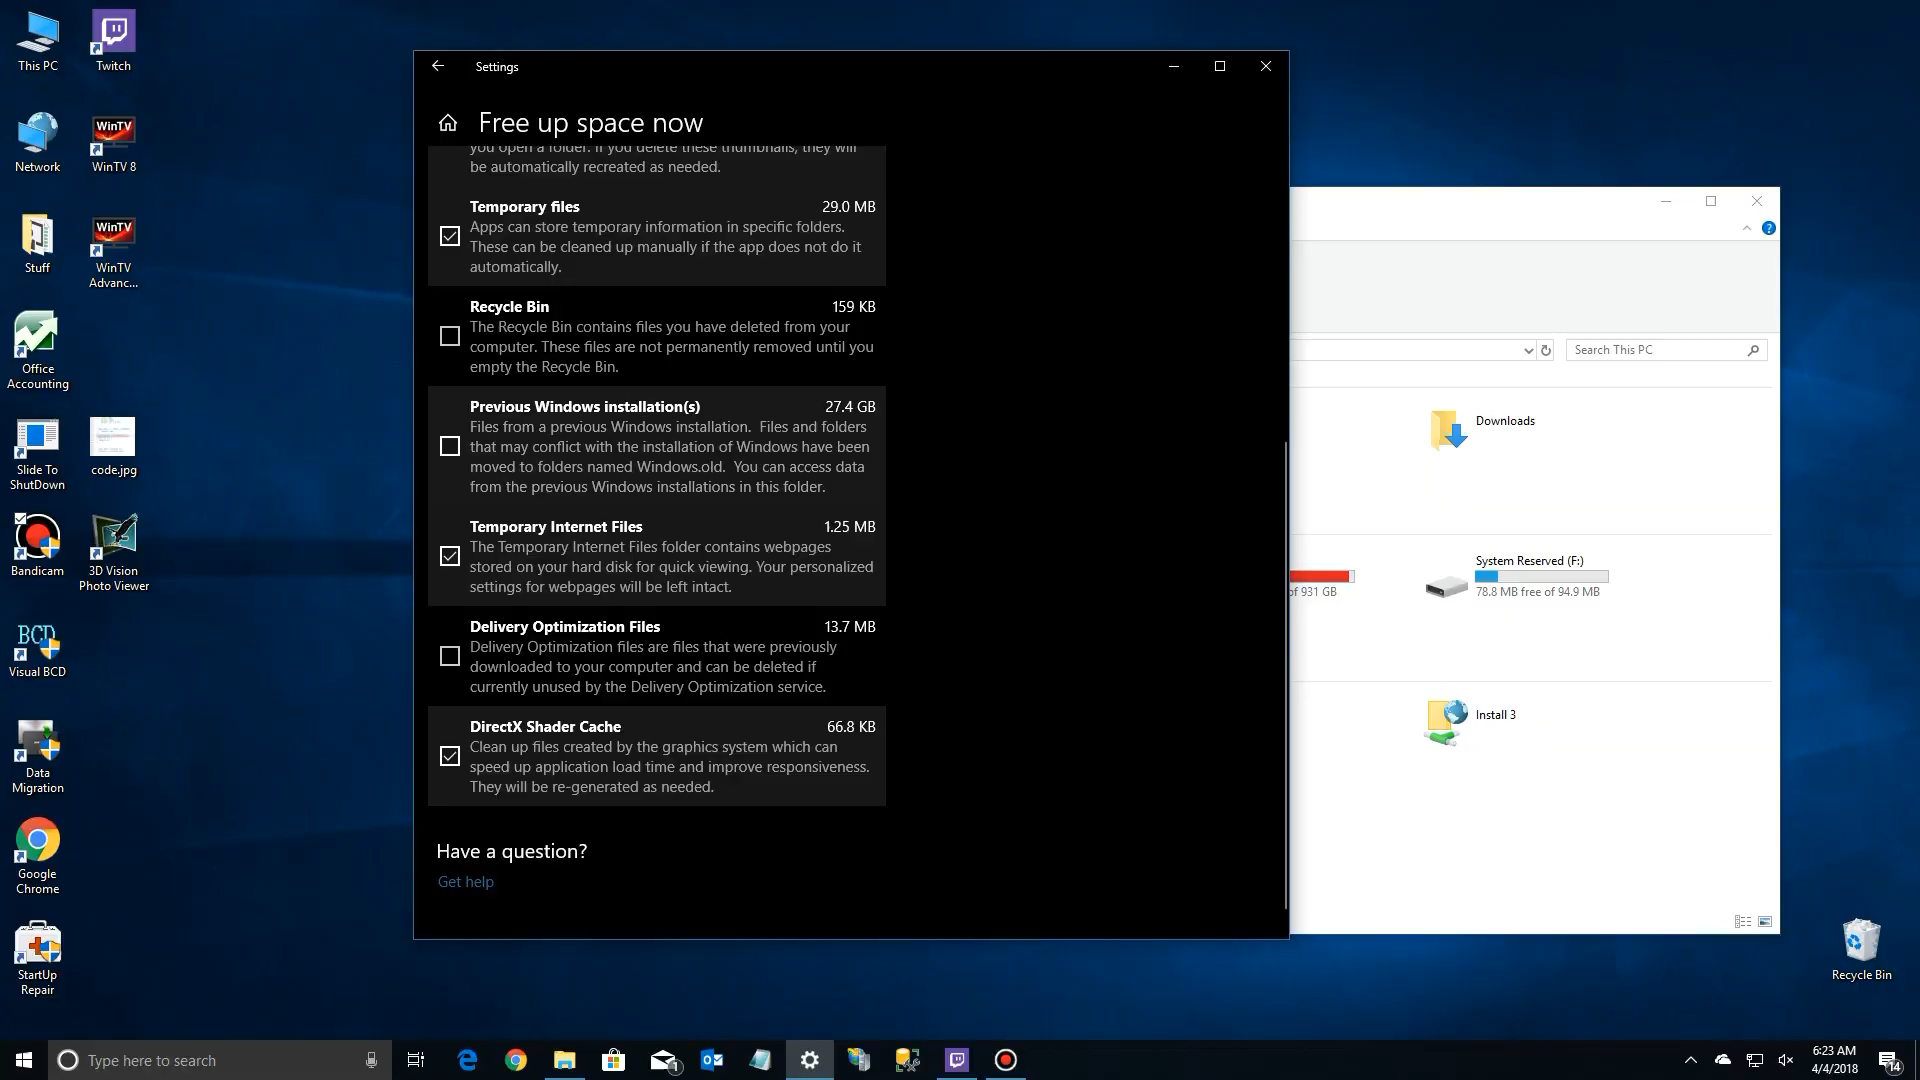 This PC
Twitch
Network
WinTV
WinTV 8
Stuff
WinTV
WinTV
Advanc...
Office
Accounting
Slide To
ShutDown
code.jpg
Bandicam
3D Vision
Photo Viewer
BCD
Visual BCD
Data
Migration
Google
Chrome
StartUp
Repair
Settings
Free up space now
you open a folder. If you delete these thumbnails, they will
be automatically recreated as needed.
Temporary files 29.0 MB
Apps can store temporary information in specific folders.
These can be cleaned up manually if the app does not do it
automatically.
Recycle Bin 159 KB
The Recycle Bin contains files you have deleted from your
computer. These files are not permanently removed until you
empty the Recycle Bin.
Previous Windows installation(s) 27.4 GB
Files from a previous Windows installation. Files and folders
that may conflict with the installation of Windows have been
moved to folders named Windows.old. You can access data
from the previous Windows installations in this folder.
Temporary Internet Files 1.25 MB
The Temporary Internet Files folder contains webpages
stored on your hard disk for quick viewing. Your personalized
settings for webpages will be left intact.
Delivery Optimization Files 13.7 MB
Delivery Optimization files are files that were previously
downloaded to your computer and can be deleted if
currently unused by the Delivery Optimization service.
DirectX Shader Cache 66.8 KB
Clean up files created by the graphics system which can
speed up application load time and improve responsiveness.
They will be re-generated as needed.
Have a question?
Get help
Search This PC
Downloads
System Reserved (F:)
of 931 GB
78.8 MB free of 94.9 MB
Install 3
Recycle Bin
Type here to search
1
6:23 AM
4/4/2018
14